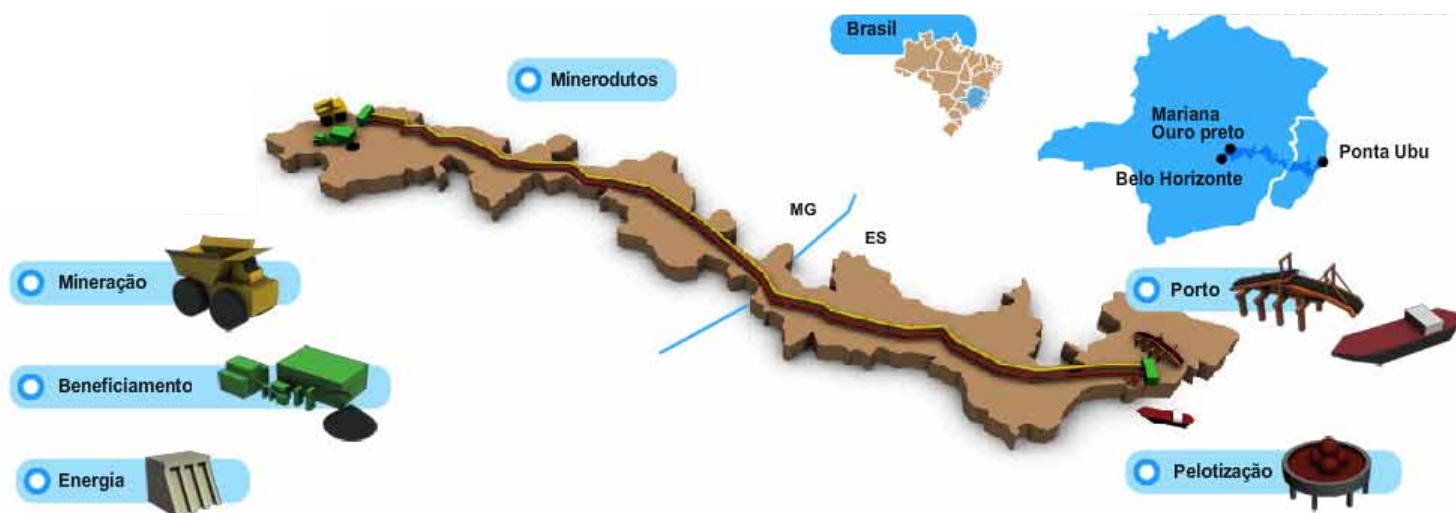 Brasil
Minerodutos
Mariana
Ouro preto
Ponta Ubu
Belo Horizonte
MG
ES
Mineração
Porto
Beneficiamento
Energia
Pelotização